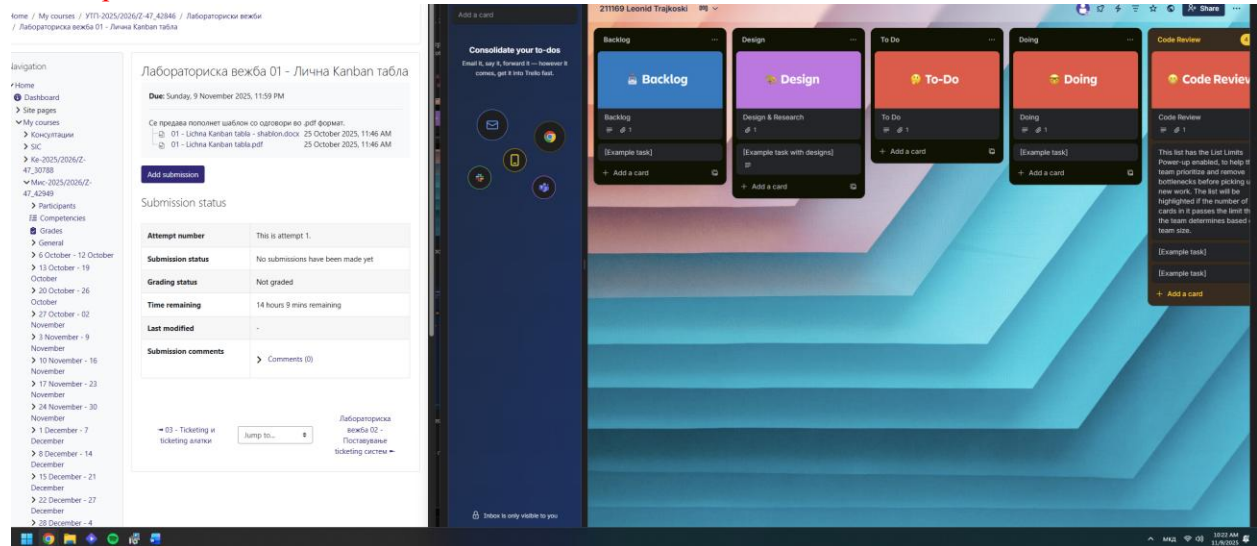 Home / My courses / УТП-2025/2026/Z-47_42846 / Лабораториски вежби
/ Лабораториска вежба 01 - Лична Kanban табла
Navigation
Home
Dashboard
Site pages
My courses
Консултации
SIC
Ке-2025/2026/Z-
47_30788
Мис-2025/2026/Z-
47_42949
Participants
Competencies
Grades
General
6 October - 12 October
13 October - 19
October
20 October - 26
October
27 October - 02
November
3 November - 9
November
10 November - 16
November
17 November - 23
November
24 November - 30
November
1 December - 7
December
8 December - 14
December
15 December - 21
December
22 December - 27
December
28 December - 4
Лабораториска вежба 01 - Лична Kanban табла
Due: Sunday, 9 November 2025, 11:59 PM
Се предава пополнет шаблон со одговори во .pdf формат.
01 - Lichna Kanban tabla - shablon.docx 25 October 2025, 11:46 AM
01 - Lichna Kanban tabla.pdf 25 October 2025, 11:46 AM
Add submission
Submission status
Attempt number This is attempt 1.
Submission status No submissions have been made yet
Grading status Not graded
Time remaining 14 hours 9 mins remaining
Last modified -
Submission comments Comments (0)
03 - Ticketing и
ticketing алатки
Jump to...
Лабораториска
вежба 02 -
Поставување
ticketing систем
Add a card
Consolidate your to-dos
Email it, say it, forward it — however it
comes, get it into Trello fast.
Inbox is only visible to you
211169 Leonid Trajkoski
Share
Backlog
Backlog
Backlog
1
[Example task]
+ Add a card
Design
Design
Design & Research
1
[Example task with designs]
+ Add a card
To Do
To-Do
To Do
1
+ Add a card
Doing
Doing
Doing
1
[Example task]
+ Add a card
Code Review
Code Review
Code Review
1
This list has the List Limits
Power-up enabled, to help th
team prioritize and remove
bottlenecks before picking u
new work. The list will be
highlighted if the number of
cards in it passes the limit th
the team determines based
team size.
[Example task]
[Example task]
+ Add a card
МКД
10:22 AM
11/9/2025